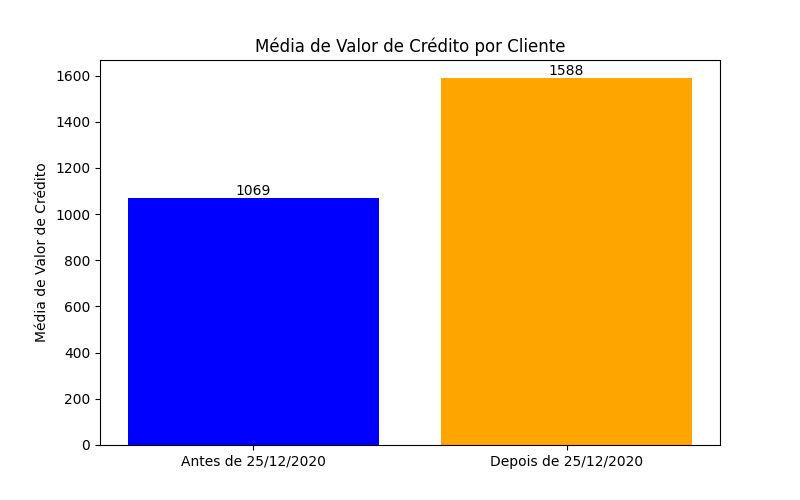 Média de Valor de Crédito por Cliente
Média de Valor de Crédito
1600
1400
1200
1000
800
600
400
200
0
1069
1588
Antes de 25/12/2020
Depois de 25/12/2020